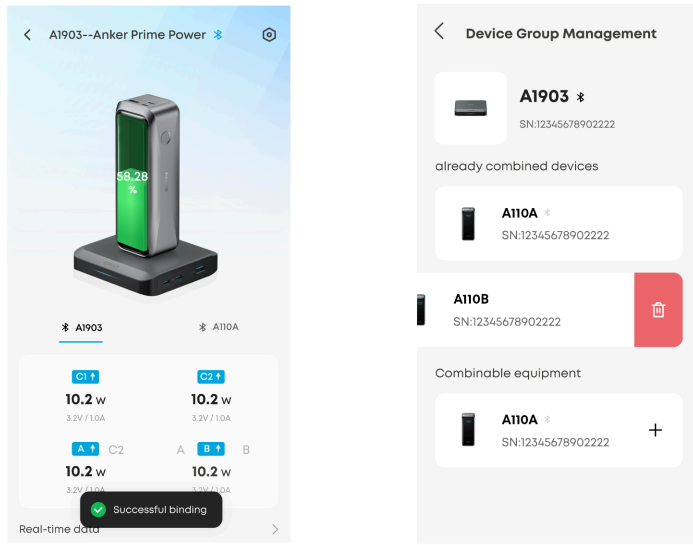 A1903--Anker Prime Power
58.28
%
A1903
A110A
C1
C2
10.2 w
10.2 w
3.2V / 1.0A
3.2V / 1.0A
A
C2
A
B
B
10.2 w
10.2 w
3.2V / 1.0A
3.2V / 1.0A
Successful binding
Real-time data
Device Group Management
A1903
SN:12345678902222
already combined devices
A110A
SN:12345678902222
A110B
SN:12345678902222
Combinable equipment
A110A
SN:12345678902222